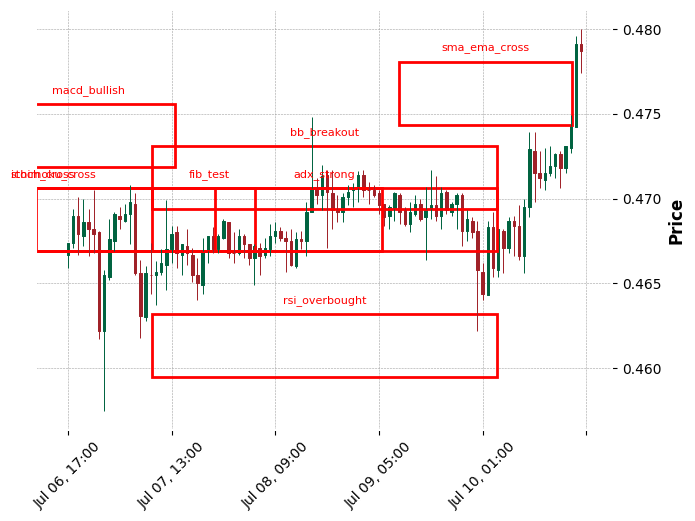 0.480
sma_ema_cross
macd_bullish
0.475
bb_breakout
fib_test
adx_strong
0.470
Price
0.465
rsi_overbought
0.460
Jul 06, 17:00
Jul 07, 13:00
Jul 08, 09:00
Jul 09, 05:00
Jul 10, 01:00